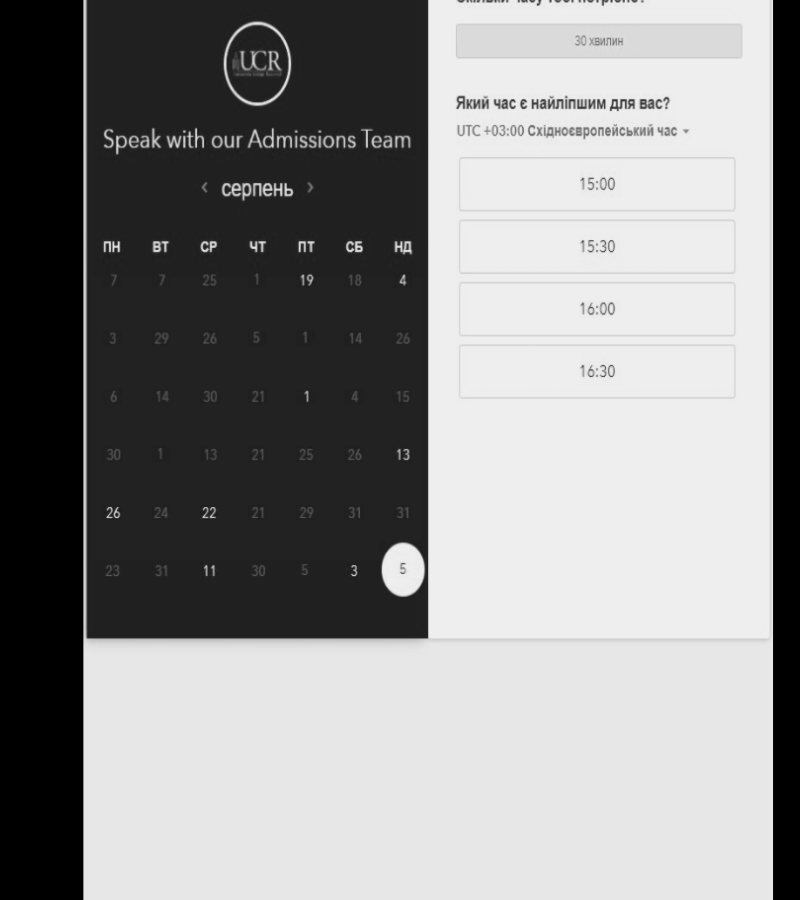 UCR
Speak with our Admissions Team
‹ серпень ›
ПН ВТ СР ЧТ ПТ СБ НД
7 7 25 1 19 18 4
3 29 26 5 1 14 26
6 14 30 21 1 4 15
30 1 13 21 25 26 13
26 24 22 21 29 31 31
23 31 11 30 5 3 5
30 хвилин
Який час є найліпшим для вас?
UTC +03:00 Східноєвропейський час
15:00
15:30
16:00
16:30